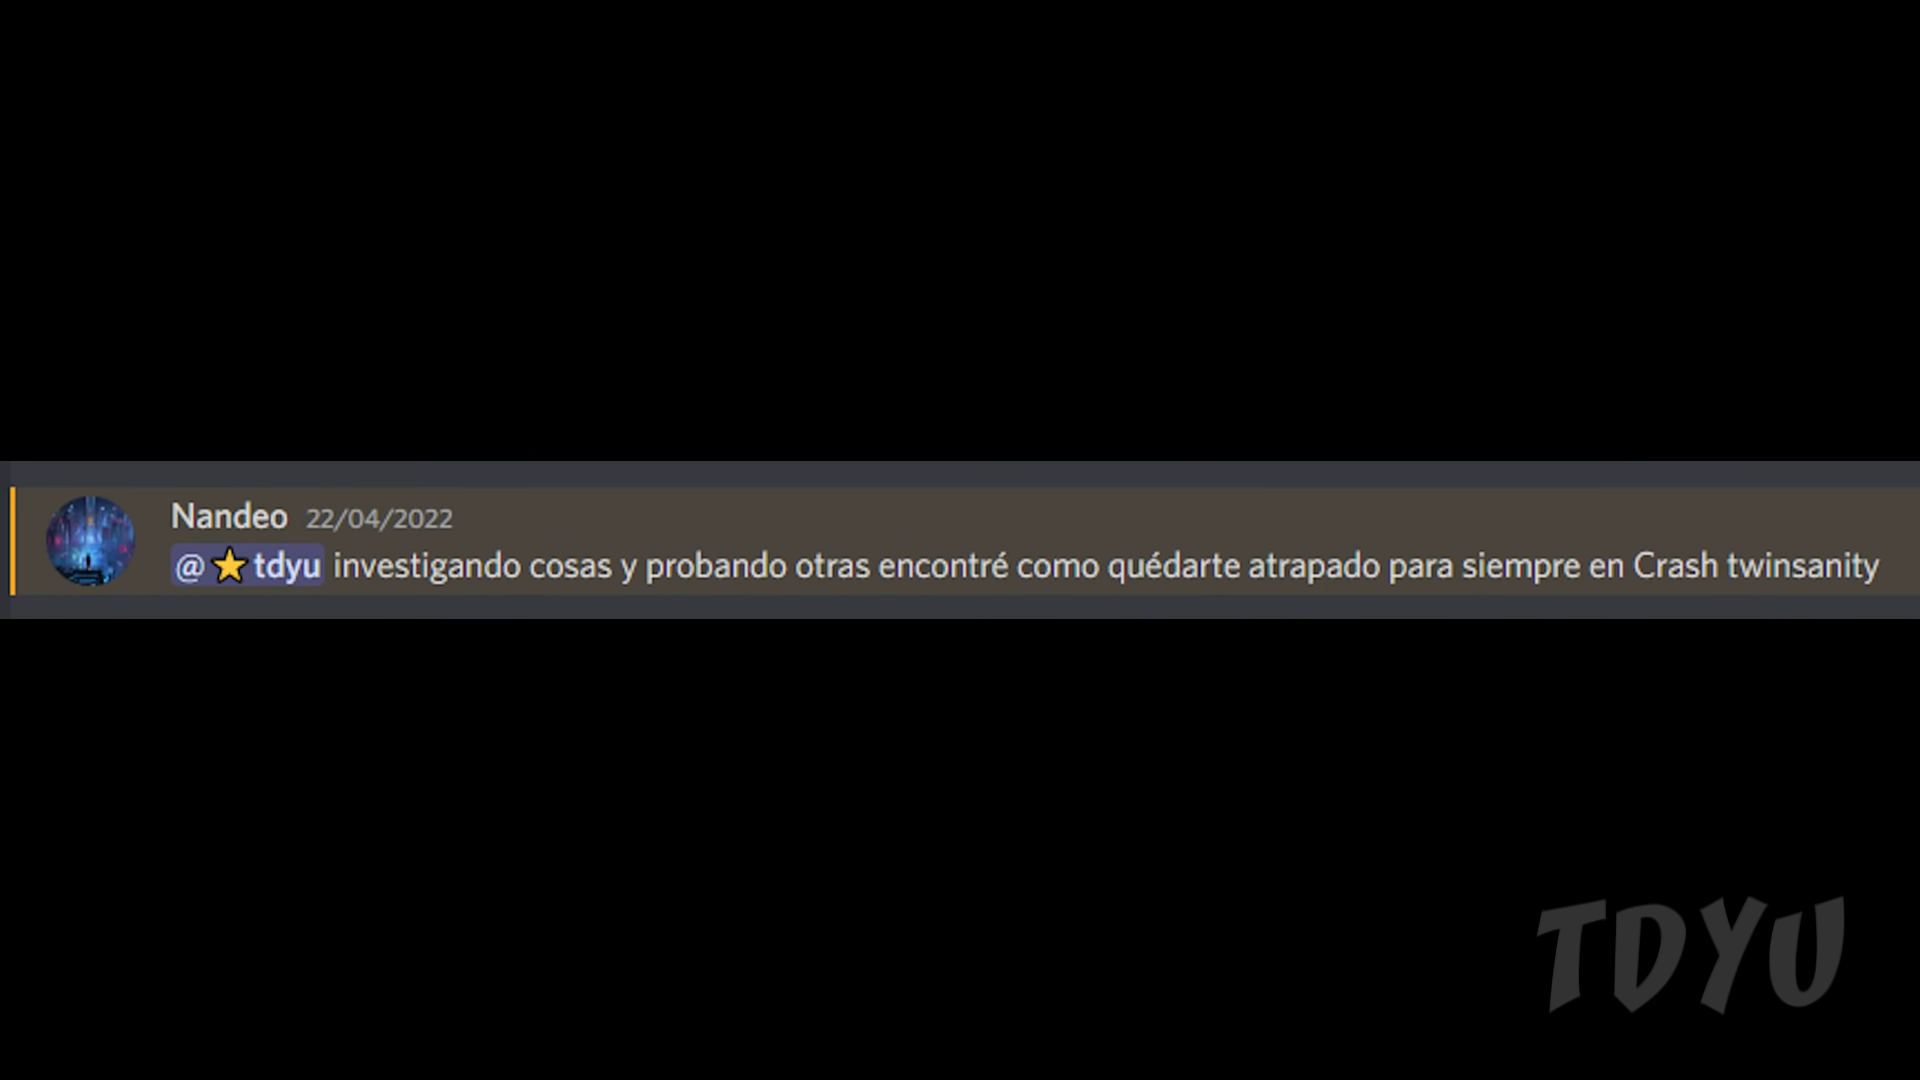 Nandeo 22/04/2022
@⭐tdyu investigando cosas y probando otras encontré como quédarte atrapado para siempre en Crash twinsanity
TDYU